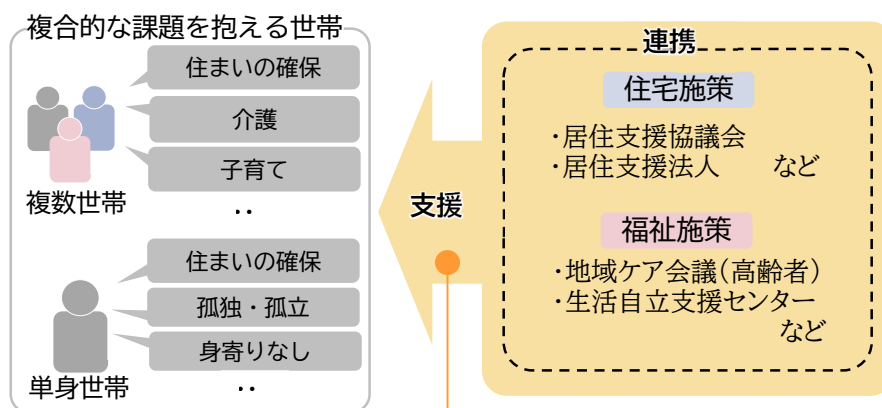 複合的な課題を抱える世帯
住まいの確保
介護
子育て
‥
複数世帯
住まいの確保
孤独・孤立
身寄りなし
‥
単身世帯
支援
連携
住宅施策
・居住支援協議会
・居住支援法人　など
福祉施策
・地域ケア会議(高齢者)
・生活自立支援センター
など